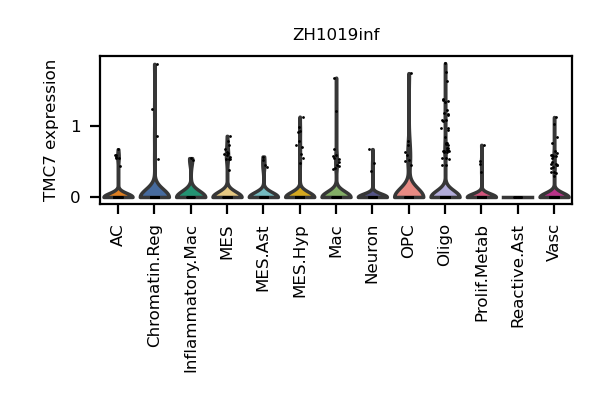 ZH1019inf
TMC7 expression
1
0
AC
Chromatin.Reg
Inflammatory.Mac
MES
MES.Ast
MES.Hyp
Mac
Neuron
OPC
Oligo
Prolif.Metab
Reactive.Ast
Vasc